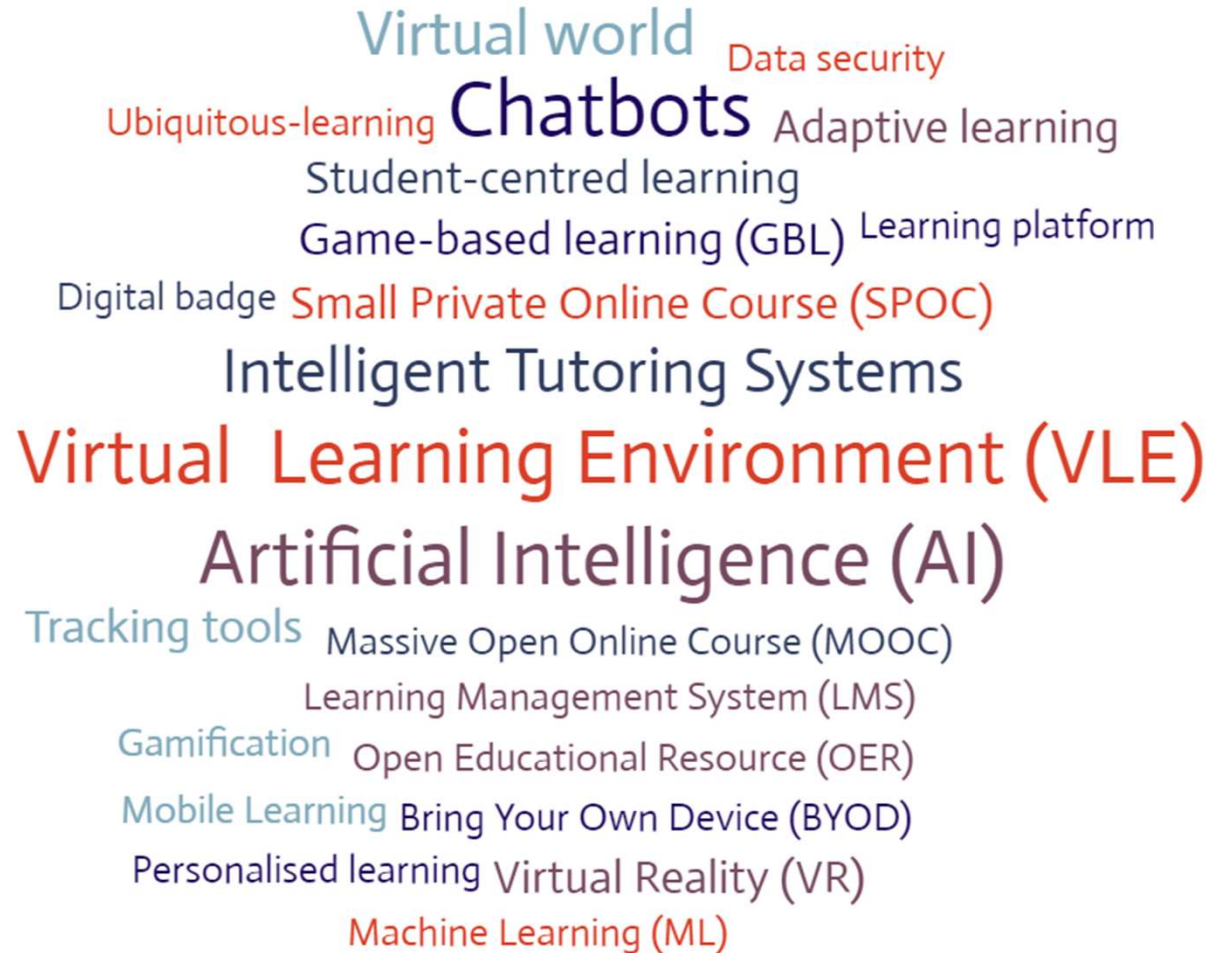 Virtual world
Data security
Ubiquitous-learning Chatbots Adaptive learning
Student-centred learning
Game-based learning (GBL) Learning platform
Digital badge Small Private Online Course (SPOC)
Intelligent Tutoring Systems
Virtual  Learning Environment (VLE)
Artificial Intelligence (AI)
Tracking tools Massive Open Online Course (MOOC)
Learning Management System (LMS)
Gamification Open Educational Resource (OER)
Mobile Learning Bring Your Own Device (BYOD)
Personalised learning Virtual Reality (VR)
Machine Learning (ML)